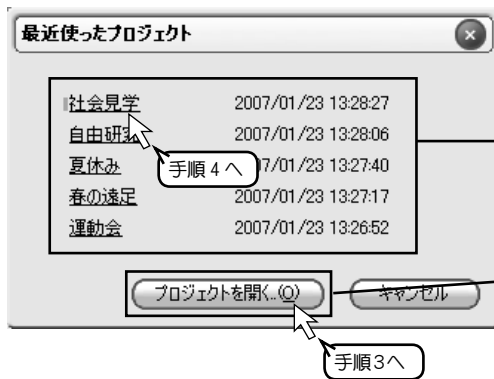 最近使ったプロジェクト
社会見学 2007/01/23 13:28:27
自由研 2007/01/23 13:28:06
夏休み 7/01/23 13:27:40
手順4へ
春の遠足 2007/01/23 13:27:17
運動会 2007/01/23 13:26:52
プロジェクトを開く..(O) キャンセル
手順3へ